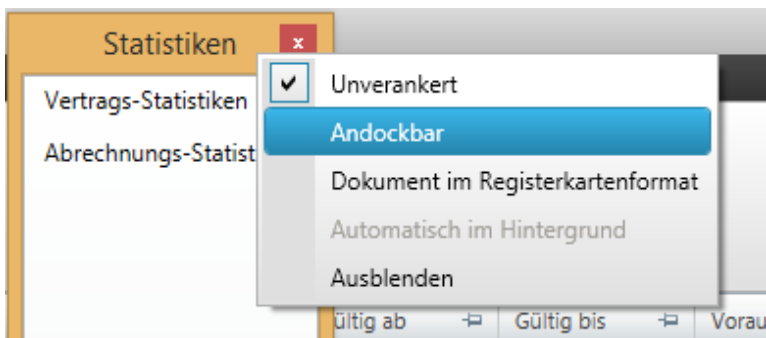 Statistiken x
Unverankert
Vertrags-Statistiken
Andockbar
Abrechnungs-Statist
Dokument im Registerkartenformat
Automatisch im Hintergrund
Ausblenden
ültig ab Gültig bis Vorau